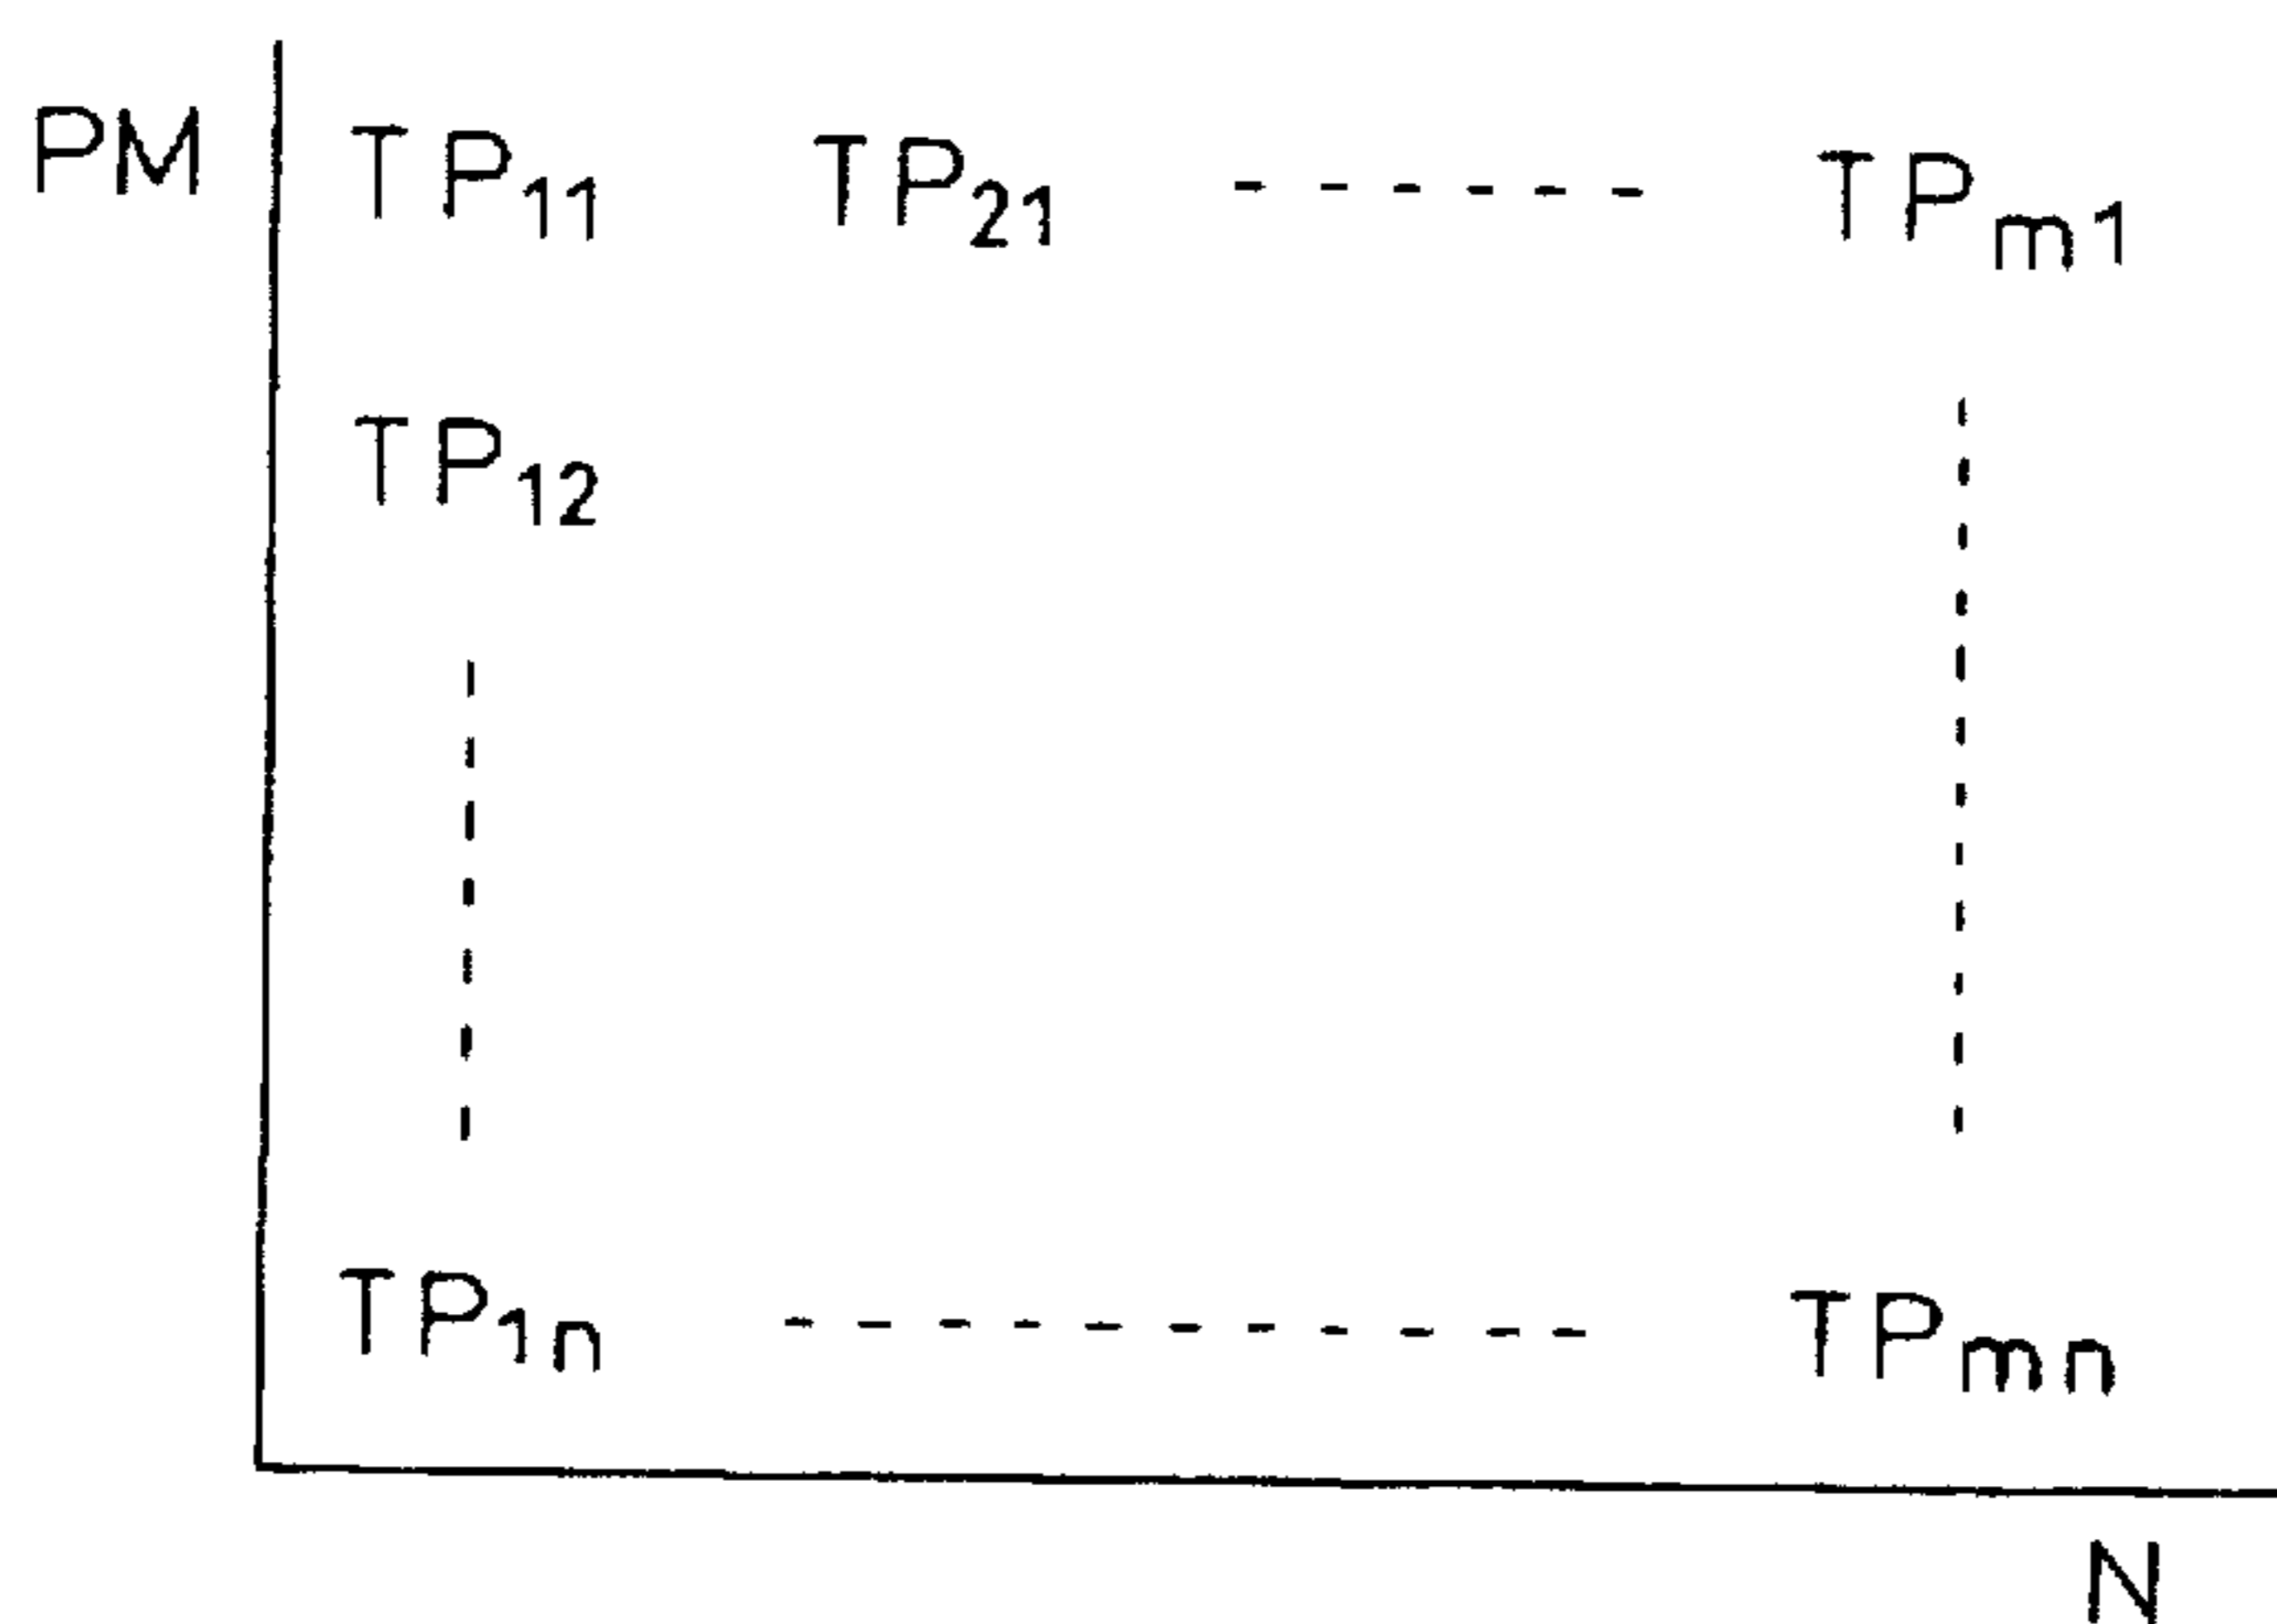 PM TP₁₁ TP₂₁ - - - - - - TPₘ₁
TP₁₂
TP₁ₙ - - - - - - - - - - - TPₘₙ
N